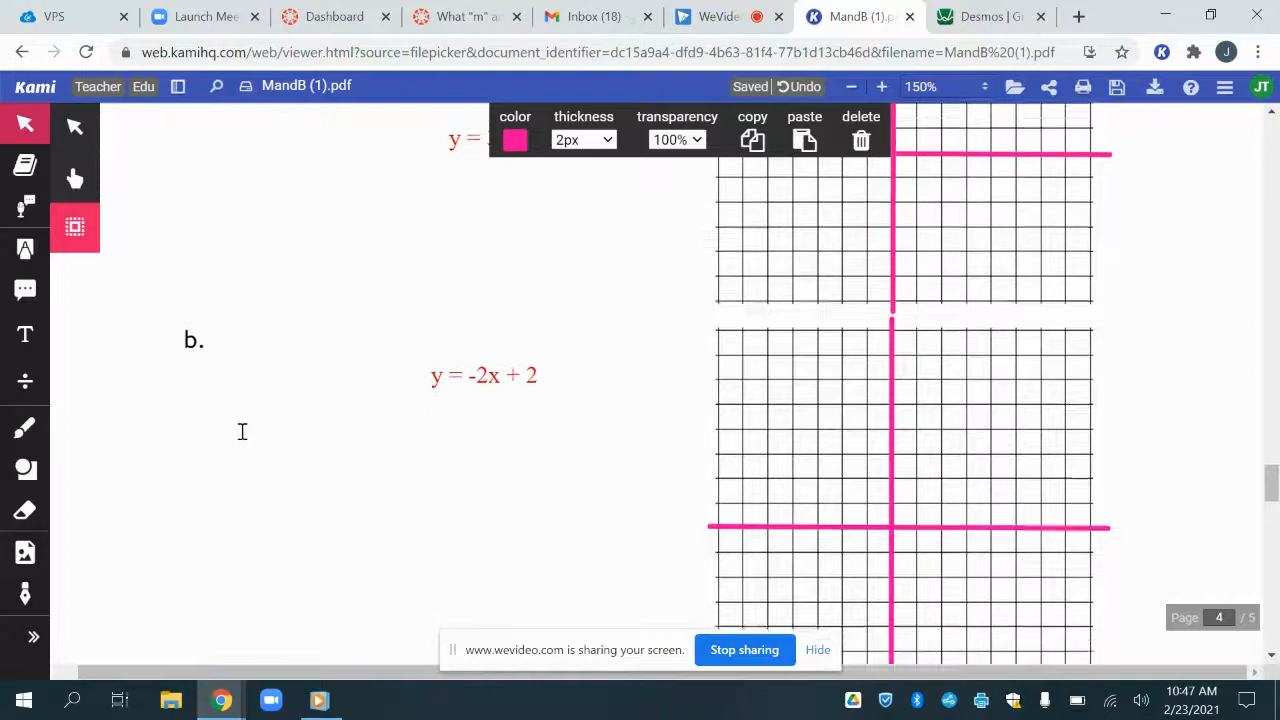 VPS
Launch Mee
Dashboard
What "m" ar
Inbox (18)
WeVide
MandB (1).p
Desmos | Gr
web.kamihq.com/web/viewer.html?source=filepicker&document_identifier=dc15a9a4-dfd9-4b63-81f4-77b1d13cb46d&filename=MandB%20(1).pdf
J
Kami
Teacher
Edu
MandB (1).pdf
Saved
Undo
150%
JT
color
thickness
transparency
copy
paste
delete
2px
100%
y =
b.
y = -2x + 2
Page 4 / 5
www.wevideo.com is sharing your screen.
Stop sharing
Hide
10:47 AM
2/23/2021